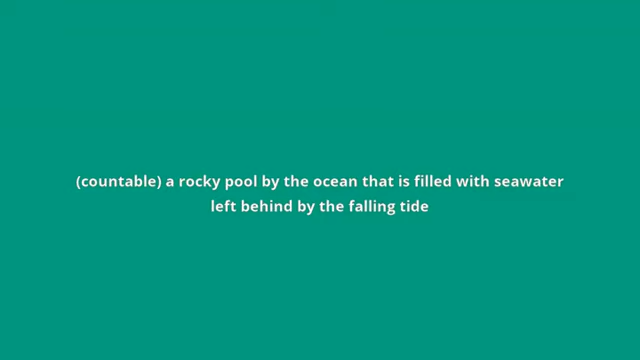 (countable) a rocky pool by the ocean that is filled with seawater
left behind by the falling tide